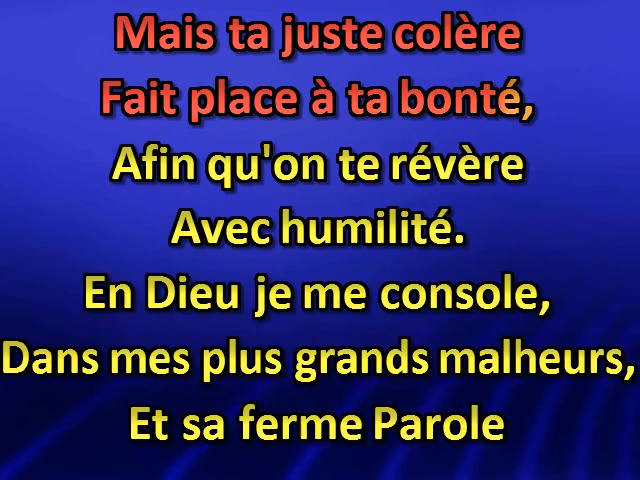 Mais ta juste colère
Fait place à ta bonté,
Afin qu'on te révère
Avec humilité.
En Dieu je me console,
Dans mes plus grands malheurs,
Et sa ferme Parole